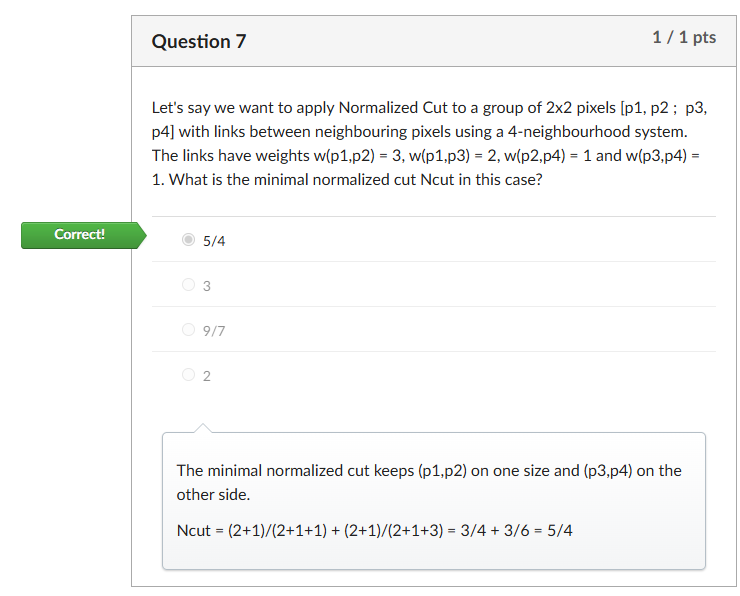 Question 7
1 / 1 pts
Let's say we want to apply Normalized Cut to a group of 2x2 pixels [p1, p2 ; p3,
p4] with links between neighbouring pixels using a 4-neighbourhood system.
The links have weights w(p1,p2) = 3, w(p1,p3) = 2, w(p2,p4) = 1 and w(p3,p4) =
1. What is the minimal normalized cut Ncut in this case?
Correct!
5/4
3
9/7
2
The minimal normalized cut keeps (p1,p2) on one size and (p3,p4) on the
other side.
Ncut = (2+1)/(2+1+1) + (2+1)/(2+1+3) = 3/4 + 3/6 = 5/4